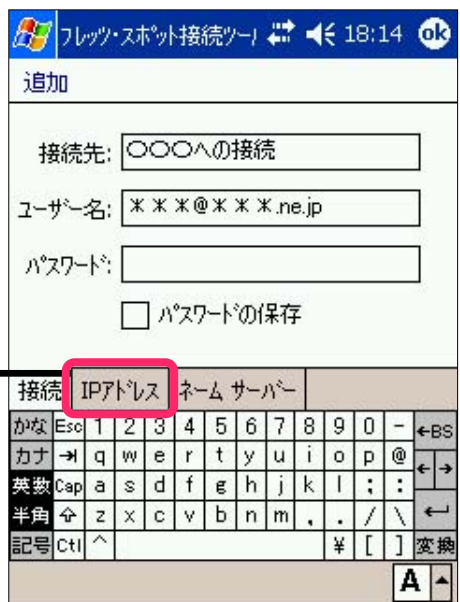 フレッツ・スポット接続ツー 18:14 ok
追加
接続先: 〇〇〇への接続
ユーザー名: ＊＊＊@＊＊＊.ne.jp
パスワード:
パスワードの保存
接続 IPアドレス ネーム サーバー
かな Esc 1 2 3 4 5 6 7 8 9 0 - ←BS
カナ →| q w e r t y u i o p @ ← →
英数 Cap a s d f g h j k l ; :
半角 ⇧ z x c v b n m , . / \ ↵
記号 Ctl ^ ¥ [ ] 変換
A